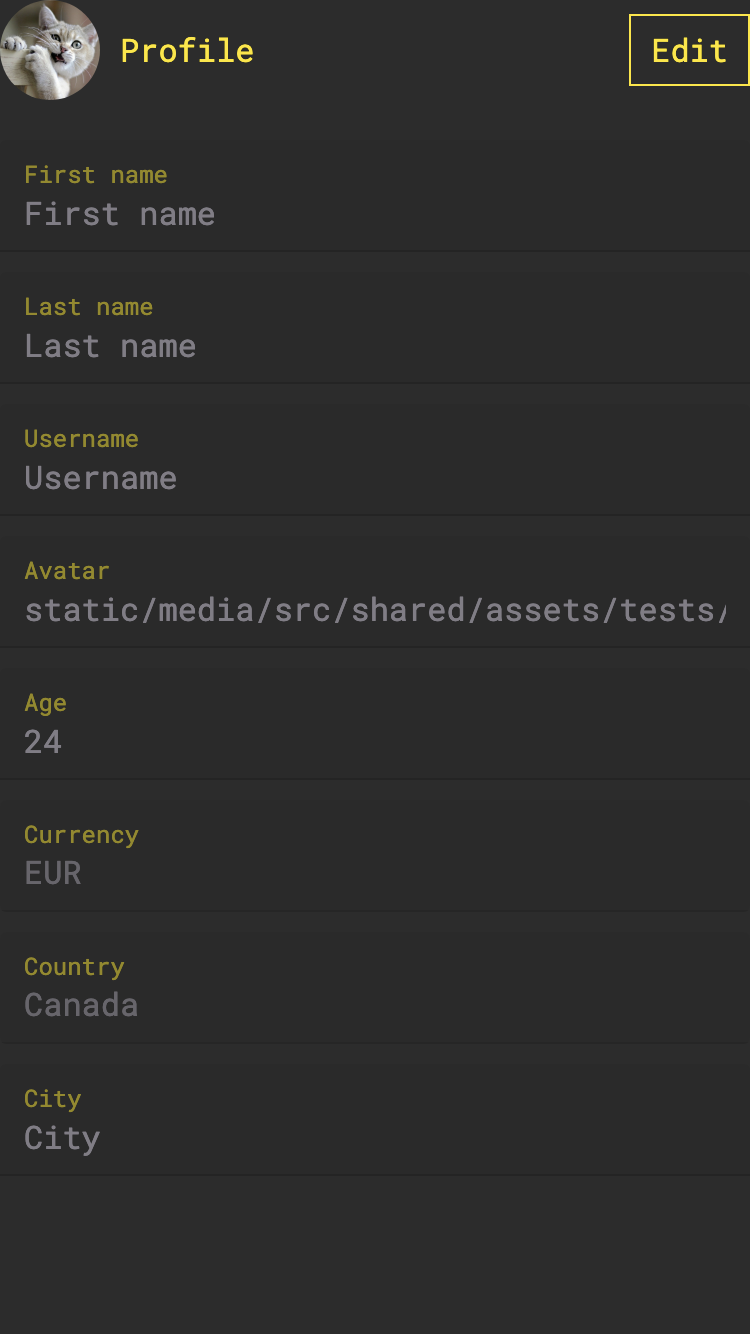 Profile
Edit
First name
First name
Last name
Last name
Username
Username
Avatar
static/media/src/shared/assets/tests/
Age
24
Currency
EUR
Country
Canada
City
City